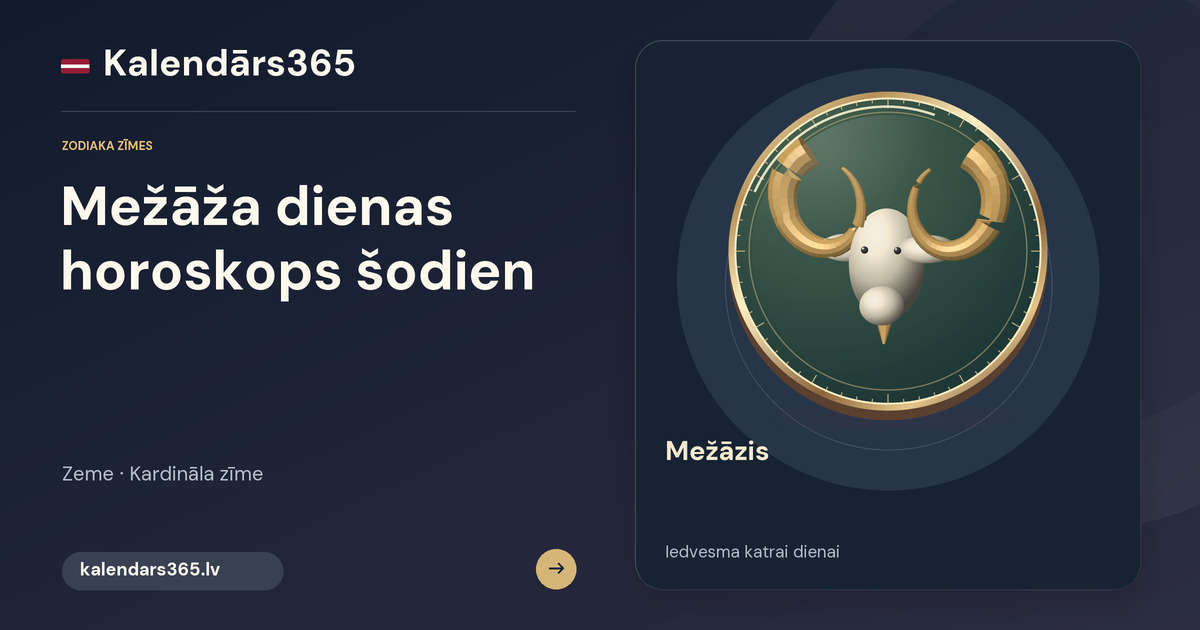 Kalendārs365
ZODIAKA ZĪMES
Mežāža dienas
horoskops šodien
Zeme · Kardināla zīme
kalendars365.lv
Mežāzis
Iedvesma katrai dienai